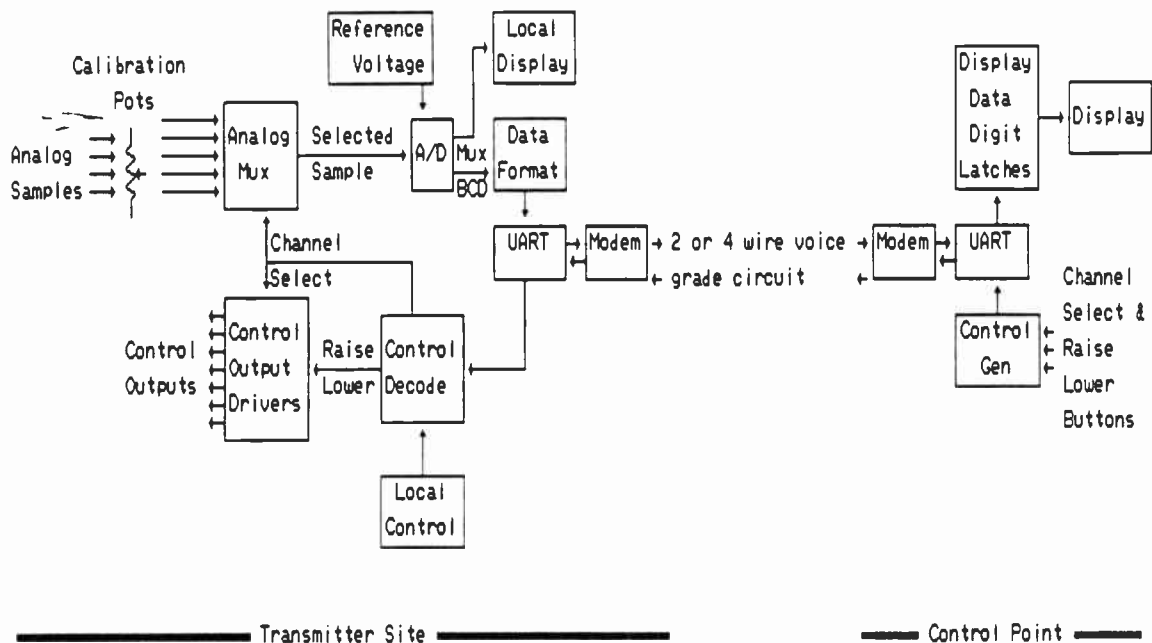 Reference
Voltage
Local
Display
Calibration
Pots
Analog
Samples
Analog
Mux
Selected
Sample
A/D
Mux
BCD
Data
Format
Display
Data
Digit
Latches
Display
UART
Modem
2 or 4 wire voice
grade circuit
Modem
UART
Channel
Select
Channel
Select &
Raise
Lower
Buttons
Control
Outputs
Control
Output
Drivers
Raise
Lower
Control
Decode
Control
Gen
Local
Control
Transmitter Site
Control Point